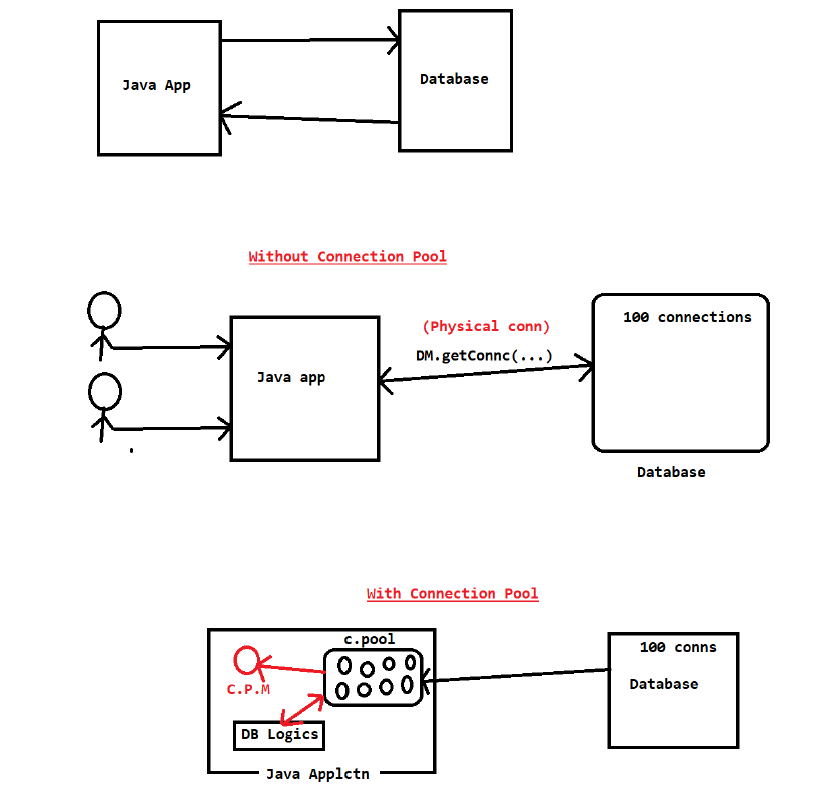 Java App
Database
Without Connection Pool
100 connections
(Physical conn)
DM.getConnc(...)
Java app
Database
With Connection Pool
c.pool
100 conns
Database
C.P.M
DB Logics
Java Applctn